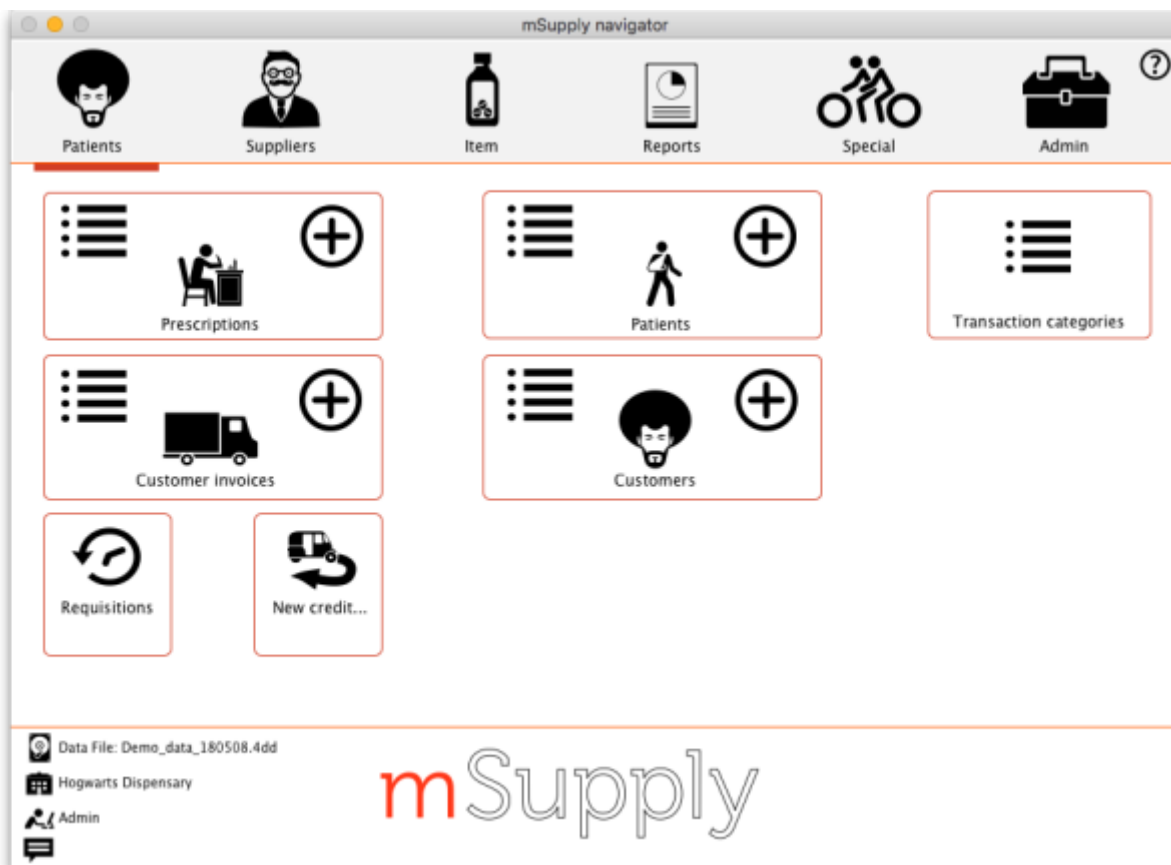 mSupply navigator
?
Patients
Suppliers
Item
Reports
Special
Admin
Prescriptions
Patients
Transaction categories
Customer invoices
Customers
Requisitions
New credit...
Data File: Demo_data_180508.4dd
Hogwarts Dispensary
Admin
mSupply